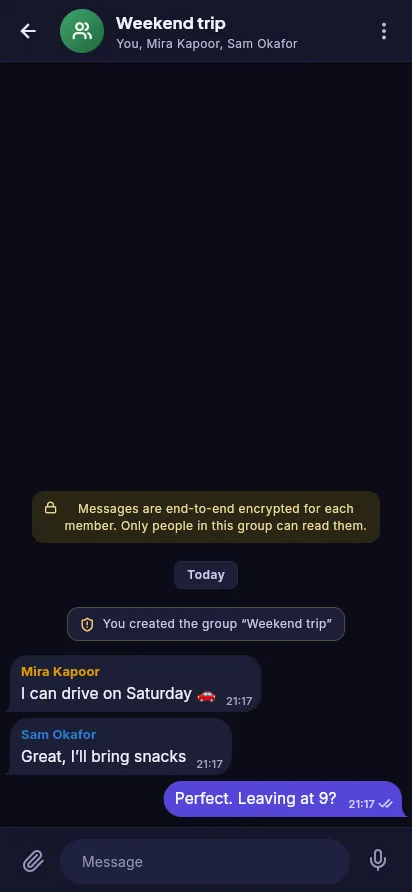 Weekend trip
You, Mira Kapoor, Sam Okafor
Messages are end-to-end encrypted for each
member. Only people in this group can read them.
Today
You created the group “Weekend trip”
Mira Kapoor
I can drive on Saturday 🚗 21:17
Sam Okafor
Great, I’ll bring snacks 21:17
Perfect. Leaving at 9? 21:17
Message